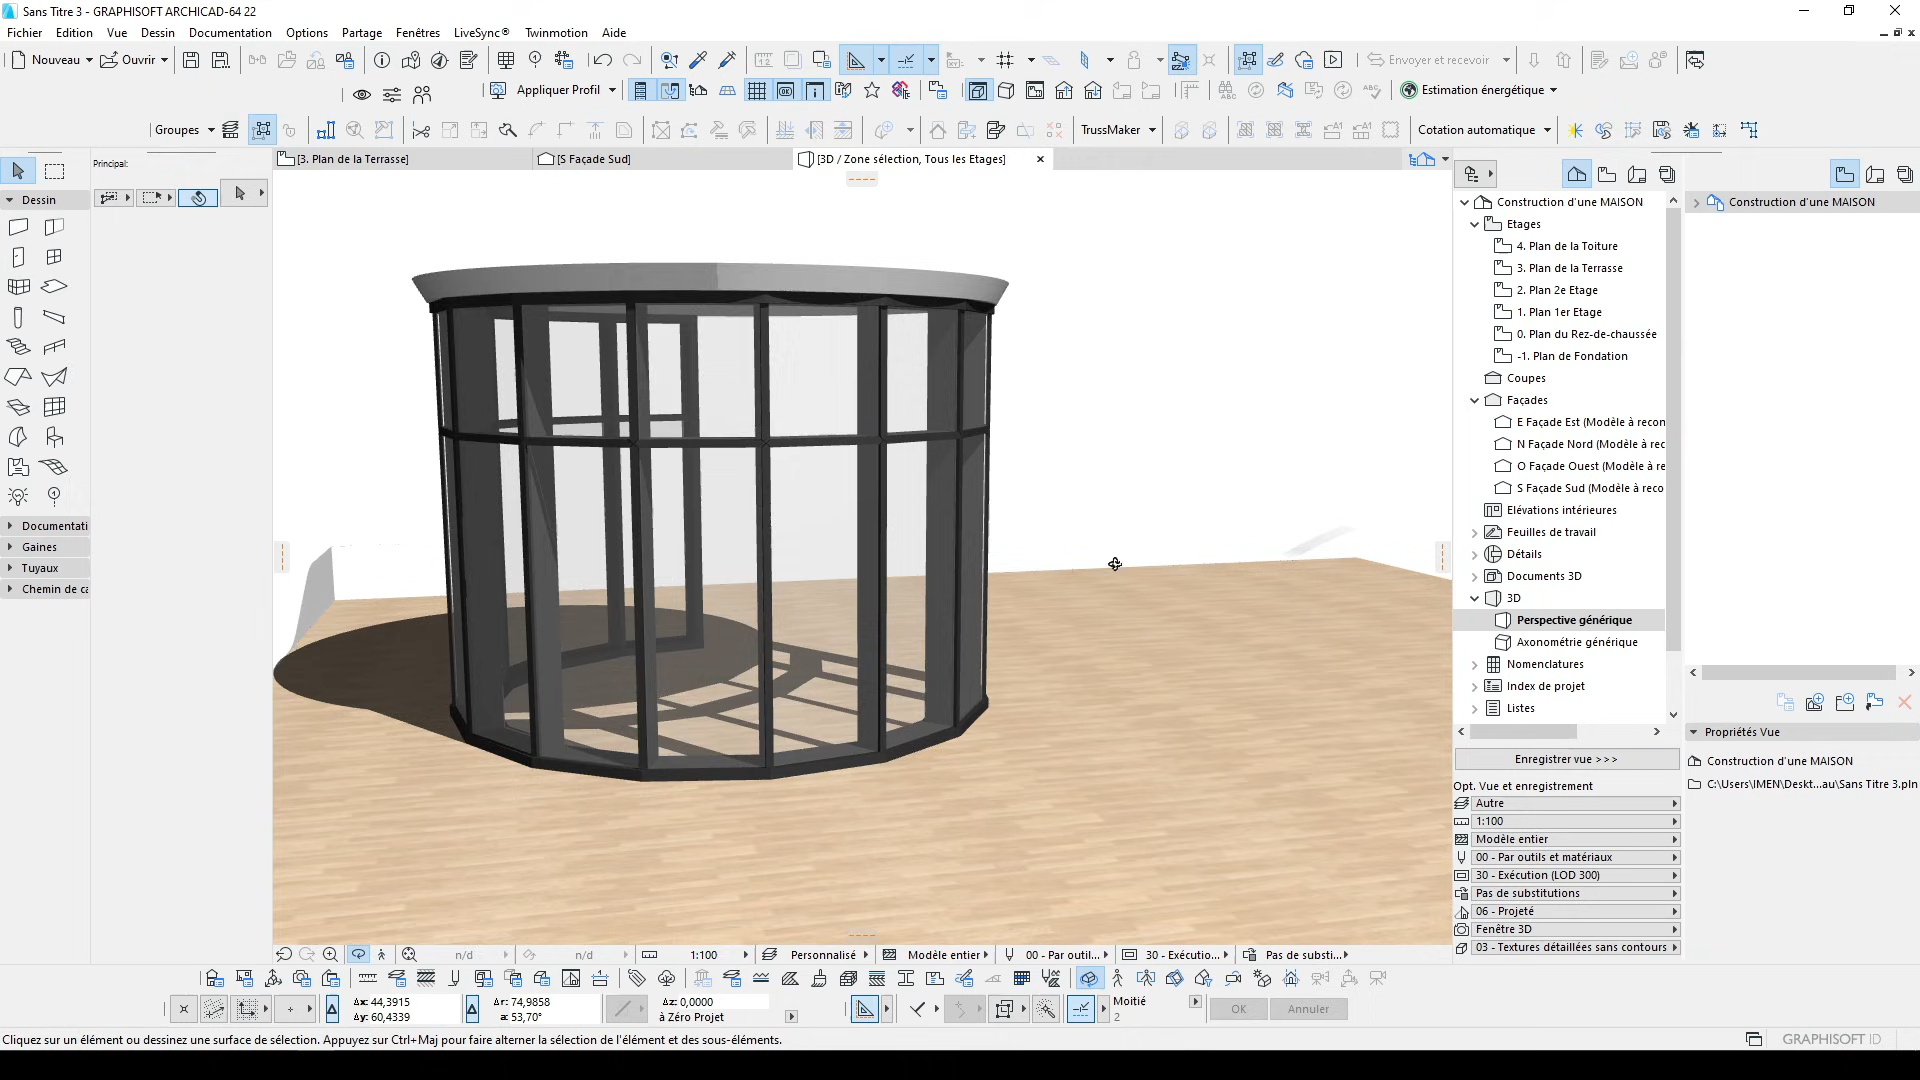 Sans Titre 3 - GRAPHISOFT ARCHICAD-64 22
Fichier Edition Vue Dessin Documentation Options Partage Fenêtres LiveSync® Twinmotion Aide
Nouveau Ouvrir Envoyer et recevoir
Appliquer Profil Estimation énergétique
Groupes TrussMaker Cotation automatique
[3. Plan de la Terrasse] [S Façade Sud] [3D / Zone sélection, Tous les Etages]
Principal:
Dessin
Documentati
Gaines
Tuyaux
Chemin de ca
Construction d'une MAISON
Etages
4. Plan de la Toiture
3. Plan de la Terrasse
2. Plan 2e Etage
1. Plan 1er Etage
0. Plan du Rez-de-chaussée
-1. Plan de Fondation
Coupes
Façades
E Façade Est (Modèle à recon
N Façade Nord (Modèle à rec
O Façade Ouest (Modèle à re
S Façade Sud (Modèle à reco
Elévations intérieures
Feuilles de travail
Détails
Documents 3D
3D
Perspective générique
Axonométrie générique
Nomenclatures
Index de projet
Listes
Enregistrer vue >>>
Opt. Vue et enregistrement
Autre
1:100
Modèle entier
00 - Par outils et matériaux
30 - Exécution (LOD 300)
Pas de substitutions
06 - Projeté
Fenêtre 3D
03 - Textures détaillées sans contours
Construction d'une MAISON
Propriétés Vue
Construction d'une MAISON
C:\Users\IMEN\Deskt...au\Sans Titre 3.pln
n/d n/d 1:100 Personnalisé Modèle entier 00 - Par outil... 30 - Exécutio... Pas de substi...
Δx: 44,3915 Δr: 74,9858 Δz: 0,0000 Moitié
Δy: 60,4339 a: 53,70° à Zéro Projet 2
OK Annuler
Cliquez sur un élément ou dessinez une surface de sélection. Appuyez sur Ctrl+Maj pour faire alterner la sélection de l'élément et des sous-éléments.
GRAPHISOFT ID